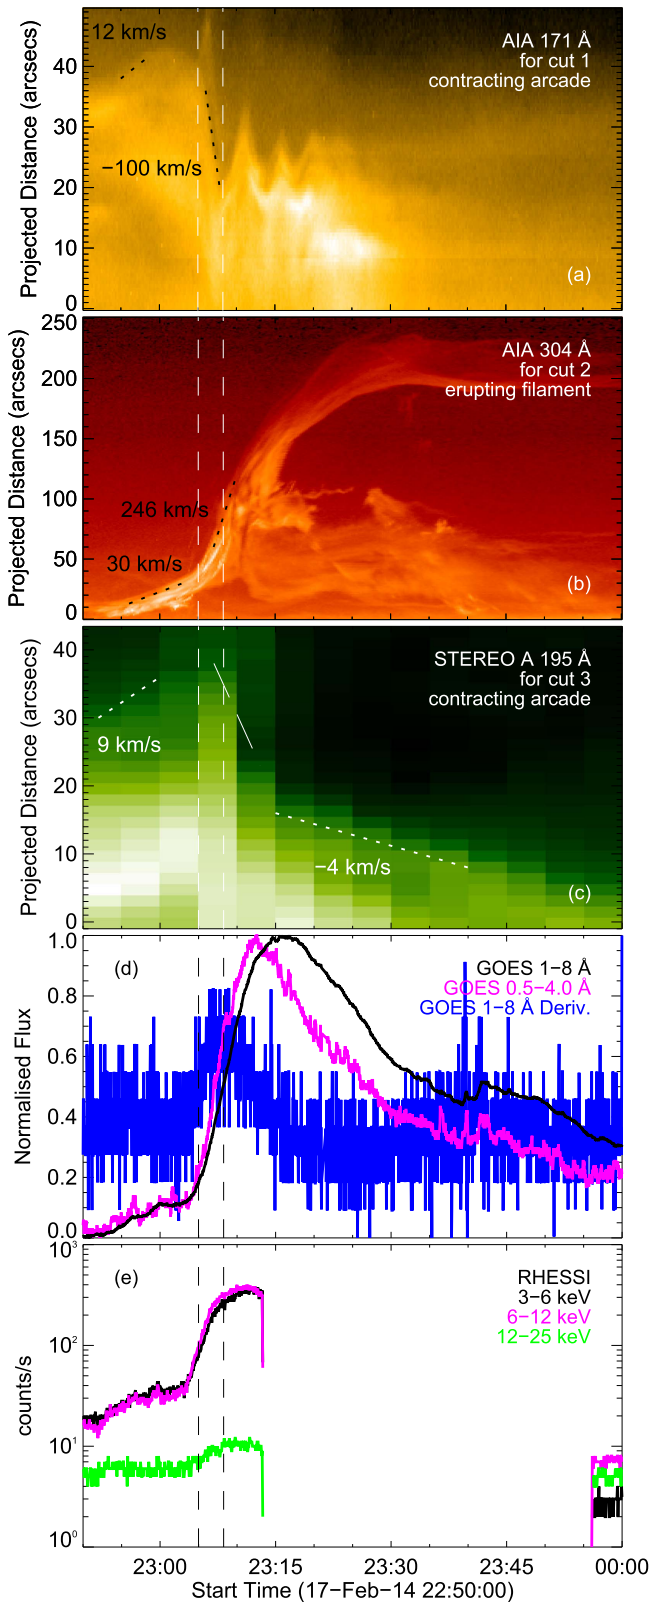 12 km/s
AIA 171 Å
for cut 1
contracting arcade
−100 km/s
(a)
Projected Distance (arcsecs)
40
30
20
10
0
AIA 304 Å
for cut 2
erupting filament
246 km/s
30 km/s
(b)
Projected Distance (arcsecs)
250
200
150
100
50
0
STEREO A 195 Å
for cut 3
contracting arcade
9 km/s
−4 km/s
(c)
Projected Distance (arcsecs)
40
30
20
10
0
(d)
GOES 1−8 Å
GOES 0.5−4.0 Å
GOES 1−8 Å Deriv.
Normalised Flux
1.0
0.8
0.6
0.4
0.2
0.0
(e)
RHESSI
3−6 keV
6−12 keV
12−25 keV
counts/s
10³
10²
10¹
10⁰
23:00 23:15 23:30 23:45 00:00
Start Time (17−Feb−14 22:50:00)